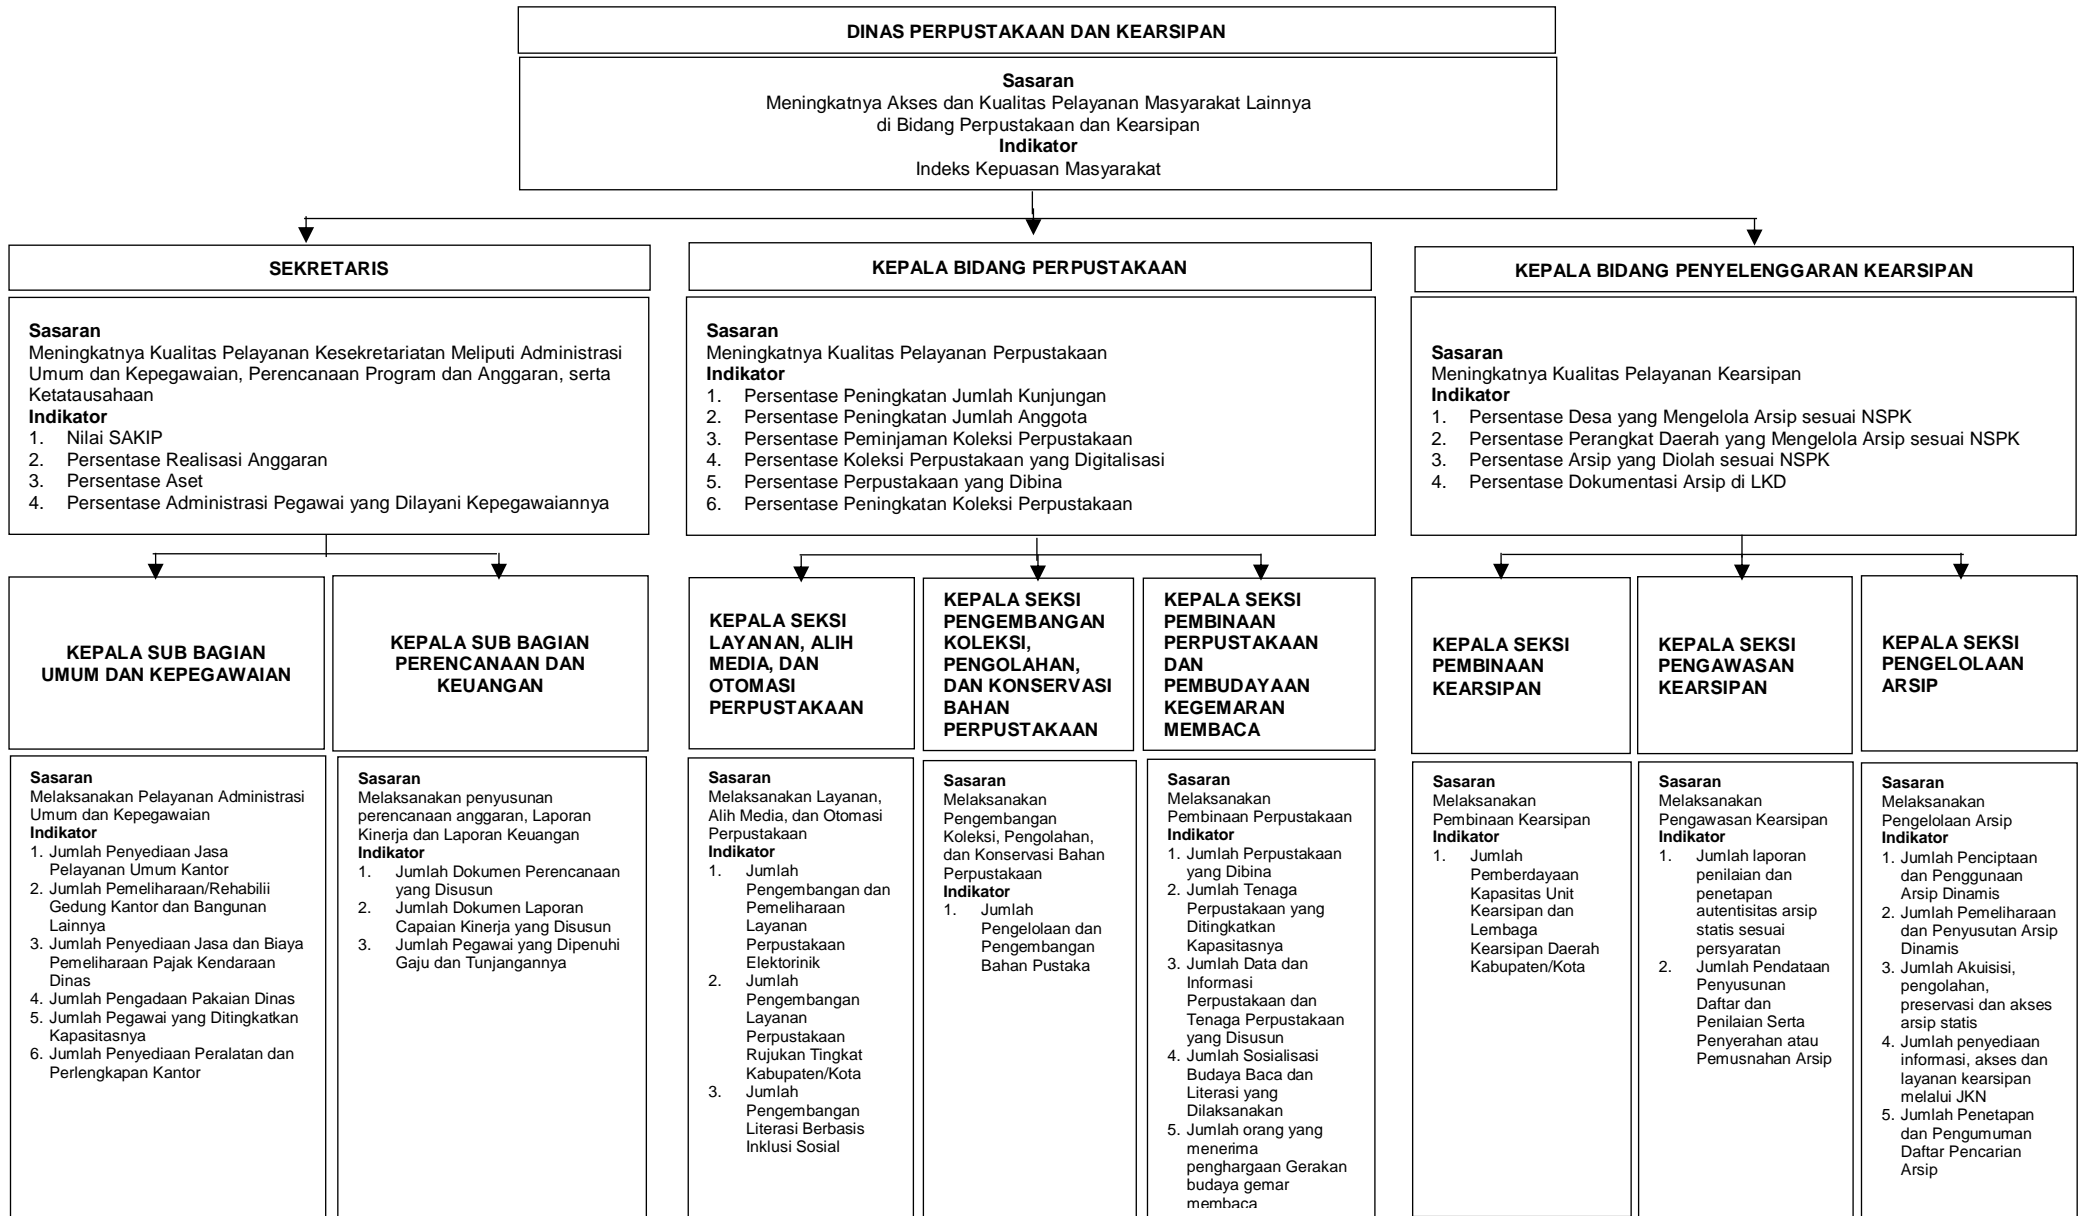 DINAS PERPUSTAKAAN DAN KEARSIPAN
Sasaran
Meningkatnya Akses dan Kualitas Pelayanan Masyarakat Lainnya
di Bidang Perpustakaan dan Kearsipan
Indikator
Indeks Kepuasan Masyarakat
SEKRETARIS
Sasaran
Meningkatnya Kualitas Pelayanan Kesekretariatan Meliputi Administrasi
Umum dan Kepegawaian, Perencanaan Program dan Anggaran, serta
Ketatausahaan
Indikator
1. Nilai SAKIP
2. Persentase Realisasi Anggaran
3. Persentase Aset
4. Persentase Administrasi Pegawai yang Dilayani Kepegawaiannya
KEPALA BIDANG PERPUSTAKAAN
Sasaran
Meningkatnya Kualitas Pelayanan Perpustakaan
Indikator
1. Persentase Peningkatan Jumlah Kunjungan
2. Persentase Peningkatan Jumlah Anggota
3. Persentase Peminjaman Koleksi Perpustakaan
4. Persentase Koleksi Perpustakaan yang Digitalisasi
5. Persentase Perpustakaan yang Dibina
6. Persentase Peningkatan Koleksi Perpustakaan
KEPALA BIDANG PENYELENGGARAN KEARSIPAN
Sasaran
Meningkatnya Kualitas Pelayanan Kearsipan
Indikator
1. Persentase Desa yang Mengelola Arsip sesuai NSPK
2. Persentase Perangkat Daerah yang Mengelola Arsip sesuai NSPK
3. Persentase Arsip yang Diolah sesuai NSPK
4. Persentase Dokumentasi Arsip di LKD
KEPALA SUB BAGIAN
UMUM DAN KEPEGAWAIAN
Sasaran
Melaksanakan Pelayanan Administrasi
Umum dan Kepegawaian
Indikator
1. Jumlah Penyediaan Jasa
Pelayanan Umum Kantor
2. Jumlah Pemeliharaan/Rehabilii
Gedung Kantor dan Bangunan
Lainnya
3. Jumlah Penyediaan Jasa dan Biaya
Pemeliharaan Pajak Kendaraan
Dinas
4. Jumlah Pengadaan Pakaian Dinas
5. Jumlah Pegawai yang Ditingkatkan
Kapasitasnya
6. Jumlah Penyediaan Peralatan dan
Perlengkapan Kantor
KEPALA SUB BAGIAN
PERENCANAAN DAN
KEUANGAN
Sasaran
Melaksanakan penyusunan
perencanaan anggaran, Laporan
Kinerja dan Laporan Keuangan
Indikator
1. Jumlah Dokumen Perencanaan
yang Disusun
2. Jumlah Dokumen Laporan
Capaian Kinerja yang Disusun
3. Jumlah Pegawai yang Dipenuhi
Gaju dan Tunjangannya
KEPALA SEKSI
LAYANAN, ALIH
MEDIA, DAN
OTOMASI
PERPUSTAKAAN
Sasaran
Melaksanakan Layanan,
Alih Media, dan Otomasi
Perpustakaan
Indikator
1. Jumlah
Pengembangan dan
Pemeliharaan
Layanan
Perpustakaan
Elektorinik
2. Jumlah
Pengembangan
Layanan
Perpustakaan
Rujukan Tingkat
Kabupaten/Kota
3. Jumlah
Pengembangan
Literasi Berbasis
Inklusi Sosial
KEPALA SEKSI
PENGEMBANGAN
KOLEKSI,
PENGOLAHAN,
DAN KONSERVASI
BAHAN
PERPUSTAKAAN
Sasaran
Melaksanakan
Pengembangan
Koleksi, Pengolahan,
dan Konservasi Bahan
Perpustakaan
Indikator
1. Jumlah
Pengelolaan dan
Pengembangan
Bahan Pustaka
KEPALA SEKSI
PEMBINAAN
PERPUSTAKAAN
DAN
PEMBUDAYAAN
KEGEMARAN
MEMBACA
Sasaran
Melaksanakan
Pembinaan Perpustakaan
Indikator
1. Jumlah Perpustakaan
yang Dibina
2. Jumlah Tenaga
Perpustakaan yang
Ditingkatkan
Kapasitasnya
3. Jumlah Data dan
Informasi
Perpustakaan dan
Tenaga Perpustakaan
yang Disusun
4. Jumlah Sosialisasi
Budaya Baca dan
Literasi yang
Dilaksanakan
5. Jumlah orang yang
menerima
penghargaan Gerakan
budaya gemar
membaca
KEPALA SEKSI
PEMBINAAN
KEARSIPAN
Sasaran
Melaksanakan
Pembinaan Kearsipan
Indikator
1. Jumlah
Pemberdayaan
Kapasitas Unit
Kearsipan dan
Lembaga
Kearsipan Daerah
Kabupaten/Kota
KEPALA SEKSI
PENGAWASAN
KEARSIPAN
Sasaran
Melaksanakan
Pengawasan Kearsipan
Indikator
1. Jumlah laporan
penilaian dan
penetapan
autentisitas arsip
statis sesuai
persyaratan
2. Jumlah Pendataan
Penyusunan
Daftar dan
Penilaian Serta
Penyerahan atau
Pemusnahan Arsip
KEPALA SEKSI
PENGELOLAAN
ARSIP
Sasaran
Melaksanakan
Pengelolaan Arsip
Indikator
1. Jumlah Penciptaan
dan Penggunaan
Arsip Dinamis
2. Jumlah Pemeliharaan
dan Penyusutan Arsip
Dinamis
3. Jumlah Akuisisi,
pengolahan,
preservasi dan akses
arsip statis
4. Jumlah penyediaan
informasi, akses dan
layanan kearsipan
melalui JKN
5. Jumlah Penetapan
dan Pengumuman
Daftar Pencarian
Arsip